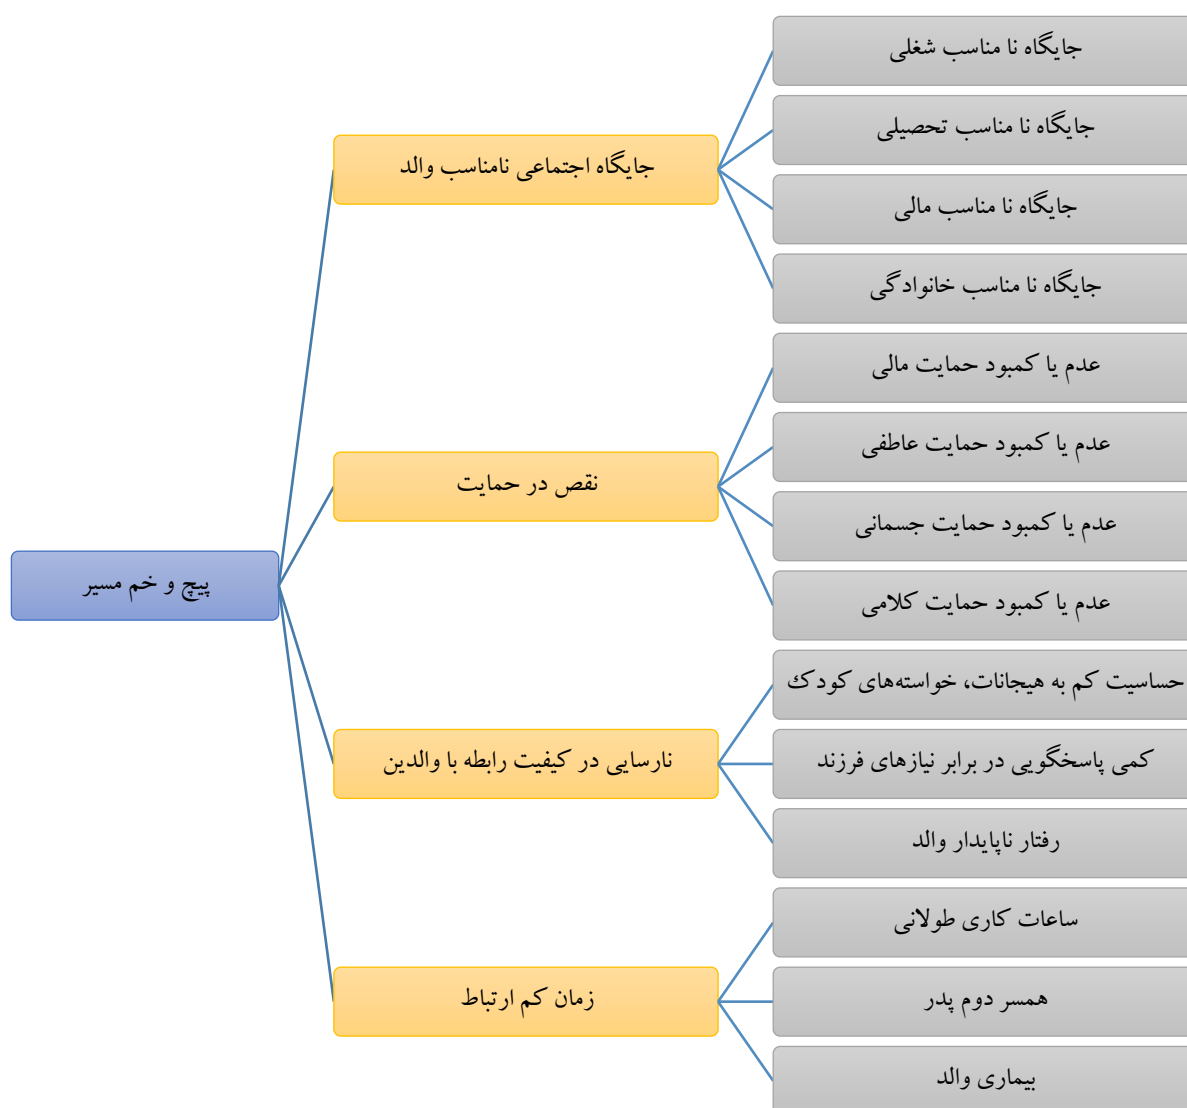 پیچ و خم مسیر
جایگاه اجتماعی نامناسب والد
جایگاه نا مناسب شغلی
جایگاه نا مناسب تحصیلی
جایگاه نا مناسب مالی
جایگاه نا مناسب خانوادگی
نقص در حمایت
عدم یا کمبود حمایت مالی
عدم یا کمبود حمایت عاطفی
عدم یا کمبود حمایت جسمانی
عدم یا کمبود حمایت کلامی
نارسایی در کیفیت رابطه با والدین
حساسیت کم به هیجانات، خواسته‌های کودک
کمی پاسخگویی در برابر نیازهای فرزند
رفتار ناپایدار والد
زمان کم ارتباط
ساعات کاری طولانی
همسر دوم پدر
بیماری والد